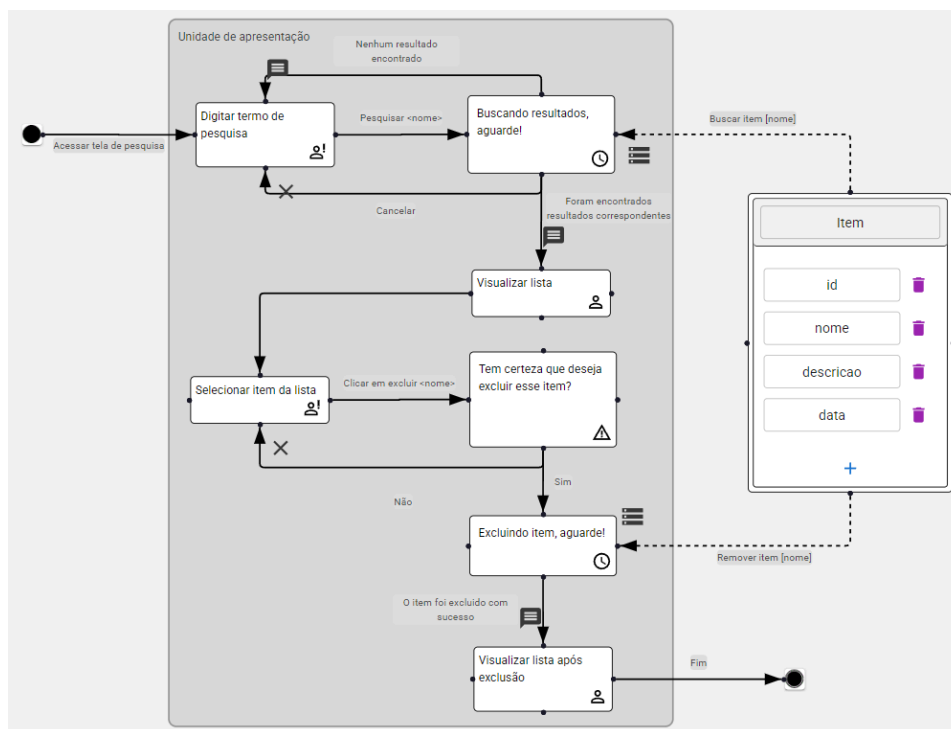 Unidade de apresentação
Nenhum resultado
encontrado
Digitar termo de
pesquisa
Pesquisar <nome>
Buscando resultados,
aguarde!
Buscar item [nome]
Acessar tela de pesquisa
Cancelar
Foram encontrados
resultados correspondentes
Item
id
nome
descricao
data
+
Visualizar lista
Selecionar item da lista
Clicar em excluir <nome>
Tem certeza que deseja
excluir esse item?
Não
Sim
Excluindo item, aguarde!
Remover item [nome]
O item foi excluido com
sucesso
Visualizar lista após
exclusão
Fim